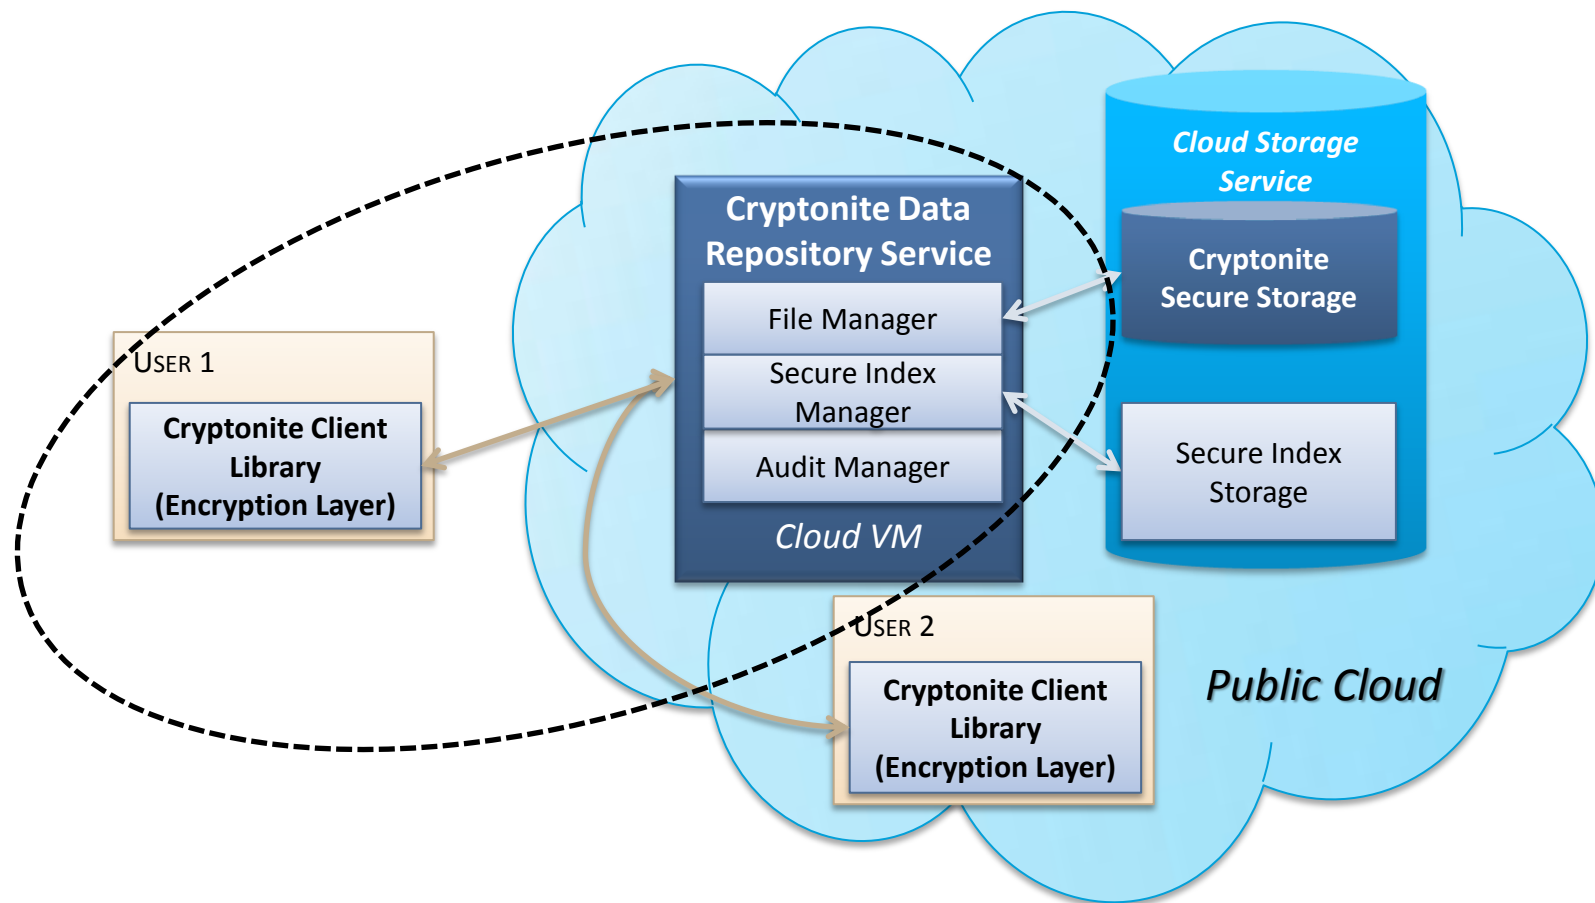 Cloud Storage
Service
Cryptonite Data
Repository Service
Cryptonite
Secure Storage
File Manager
USER 1
Secure Index
Manager
Cryptonite Client
Library
(Encryption Layer)
Audit Manager
Secure Index
Storage
Cloud VM
USER 2
Cryptonite Client
Library
(Encryption Layer)
Public Cloud